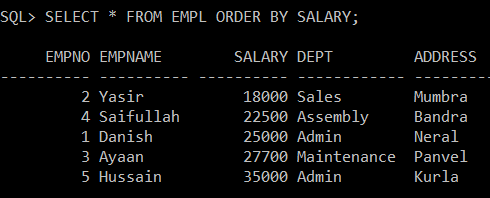 SQL> SELECT * FROM EMPL ORDER BY SALARY;
     EMPNO EMPNAME        SALARY DEPT        ADDRESS
---------- ---------- ---------- ----------- ---------
         2 Yasir           18000 Sales       Mumbra
         4 Saifullah       22500 Assembly    Bandra
         1 Danish          25000 Admin       Neral
         3 Ayaan           27700 Maintenance Panvel
         5 Hussain         35000 Admin       Kurla